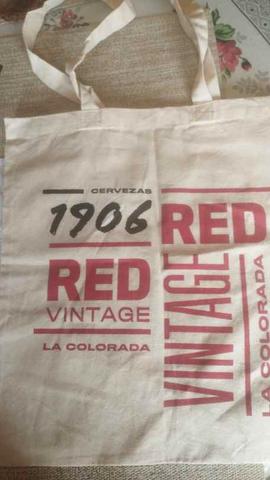 CERVEZAS
1906
RED
VINTAGE
LA COLORADA
RED
VINTAGE
LA COLORADA